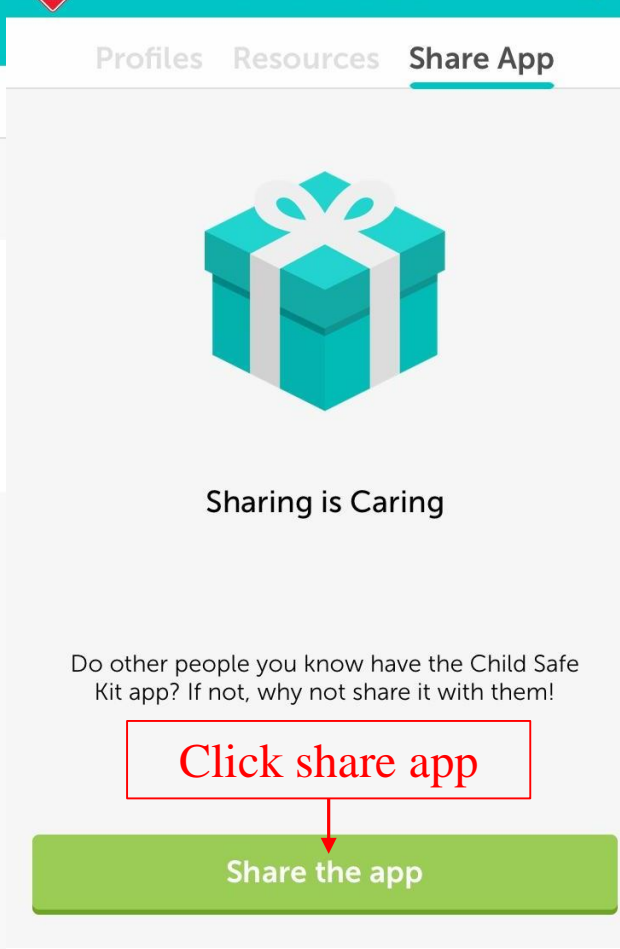 Profiles Resources Share App
Sharing is Caring
Do other people you know have the Child Safe
Kit app? If not, why not share it with them!
Click share app
Share the app